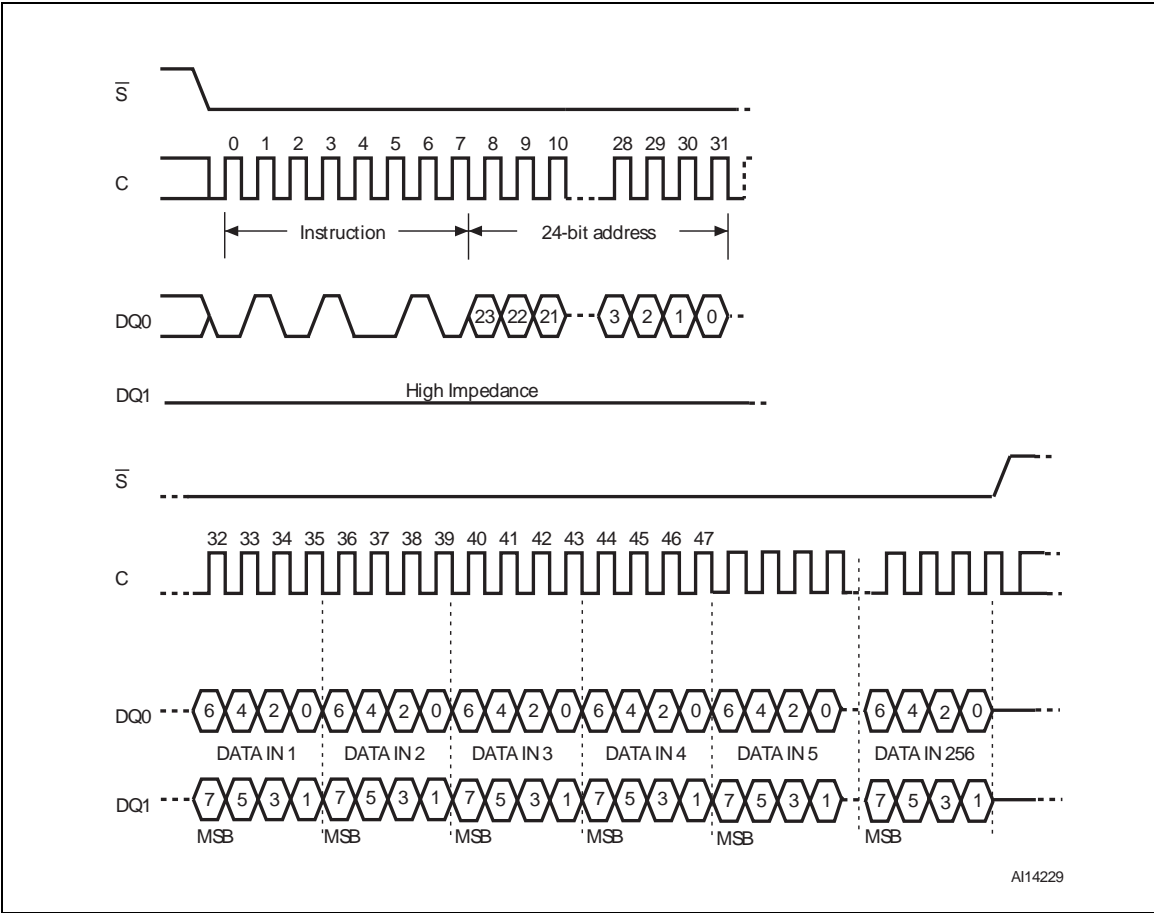 S
0 1 2 3 4 5 6 7 8 9 10 28 29 30 31
C
Instruction 24-bit address
DQ0 23 22 21 3 2 1 0
High Impedance
DQ1
S
32 33 34 35 36 37 38 39 40 41 42 43 44 45 46 47
C
DQ0 6 4 2 0 6 4 2 0 6 4 2 0 6 4 2 0 6 4 2 0 6 4 2 0
DATA IN 1 DATA IN 2 DATA IN 3 DATA IN 4 DATA IN 5 DATA IN 256
DQ1 7 5 3 1 7 5 3 1 7 5 3 1 7 5 3 1 7 5 3 1 7 5 3 1
MSB MSB MSB MSB MSB MSB
AI14229